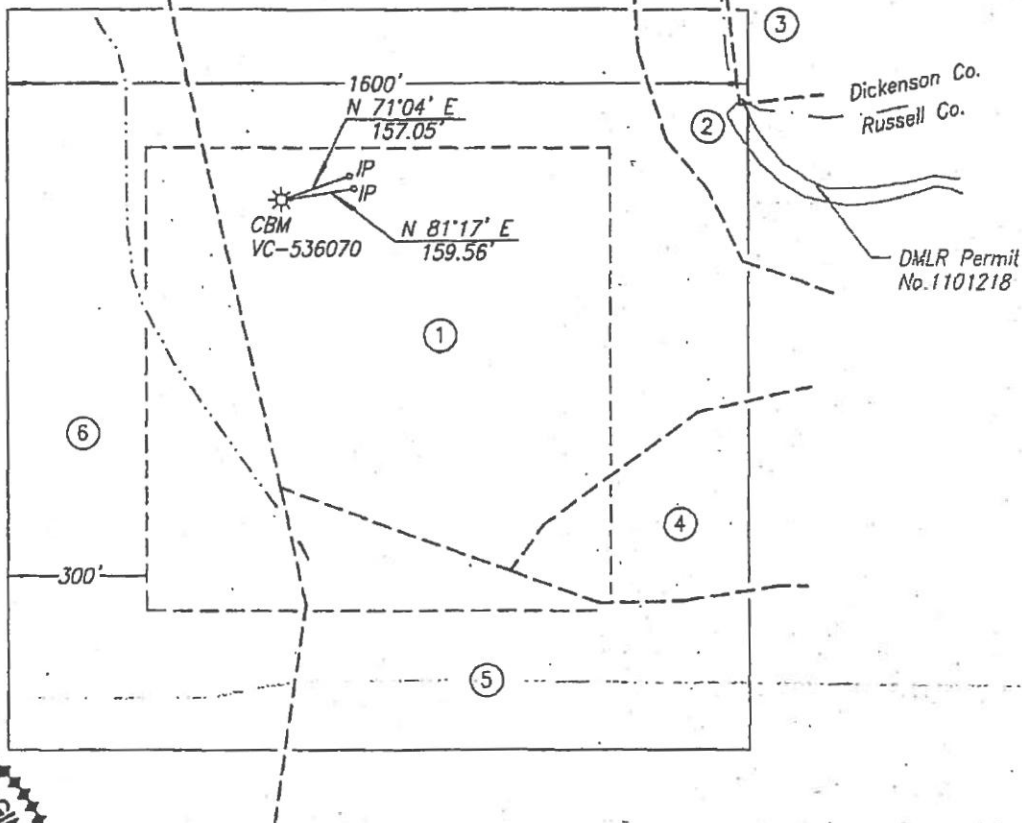 3
1600'
Dickenson Co.
Russell Co.
2
N 71°04' E
157.05'
IP
IP
CBM
VC-536070
N 81°17' E
159.56'
DMLR Permit
No.1101218
1
6
4
300'
5